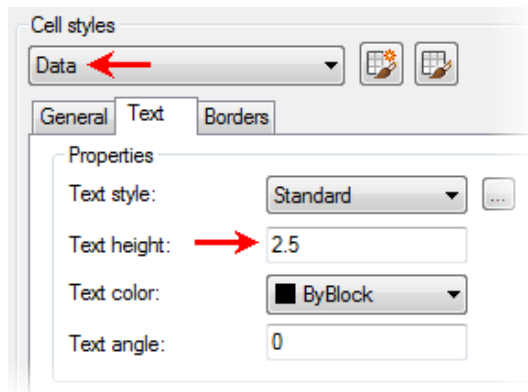 Cell styles
Data
General Text Borders
Properties
Text style: Standard ...
Text height: 2.5
Text color: ByBlock
Text angle: 0